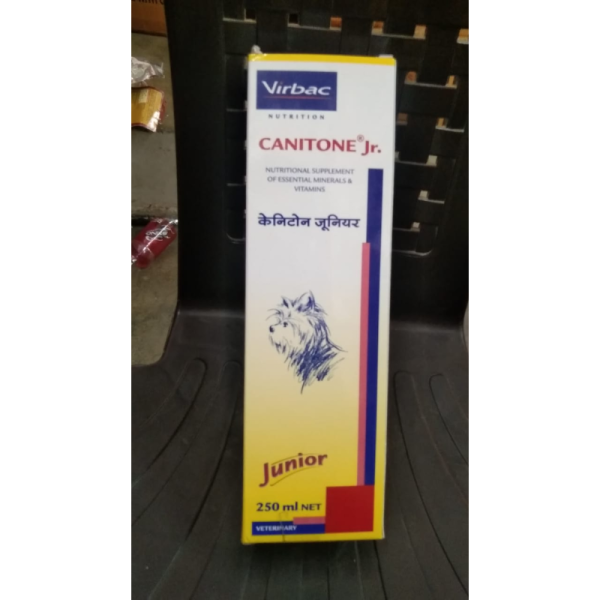 Virbac
NUTRITION
CANITONE® Jr.
NUTRITIONAL SUPPLEMENT
OF ESSENTIAL MINERALS &
VITAMINS
केनिटोन जूनियर
Junior
250 ml NET
VETERINARY